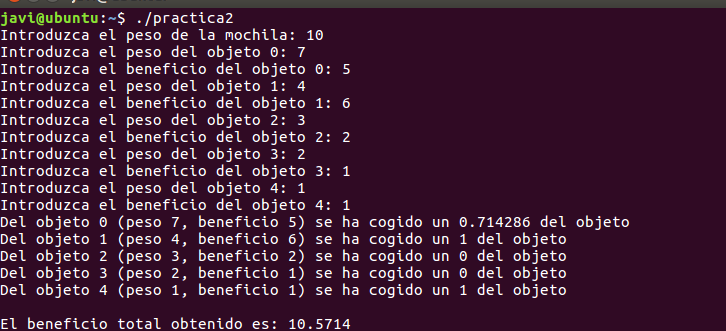 javi@ubuntu:~$ ./practica2
Introduzca el peso de la mochila: 10
Introduzca el peso del objeto 0: 7
Introduzca el beneficio del objeto 0: 5
Introduzca el peso del objeto 1: 4
Introduzca el beneficio del objeto 1: 6
Introduzca el peso del objeto 2: 3
Introduzca el beneficio del objeto 2: 2
Introduzca el peso del objeto 3: 2
Introduzca el beneficio del objeto 3: 1
Introduzca el peso del objeto 4: 1
Introduzca el beneficio del objeto 4: 1
Del objeto 0 (peso 7, beneficio 5) se ha cogido un 0.714286 del objeto
Del objeto 1 (peso 4, beneficio 6) se ha cogido un 1 del objeto
Del objeto 2 (peso 3, beneficio 2) se ha cogido un 0 del objeto
Del objeto 3 (peso 2, beneficio 1) se ha cogido un 0 del objeto
Del objeto 4 (peso 1, beneficio 1) se ha cogido un 1 del objeto
El beneficio total obtenido es: 10.5714